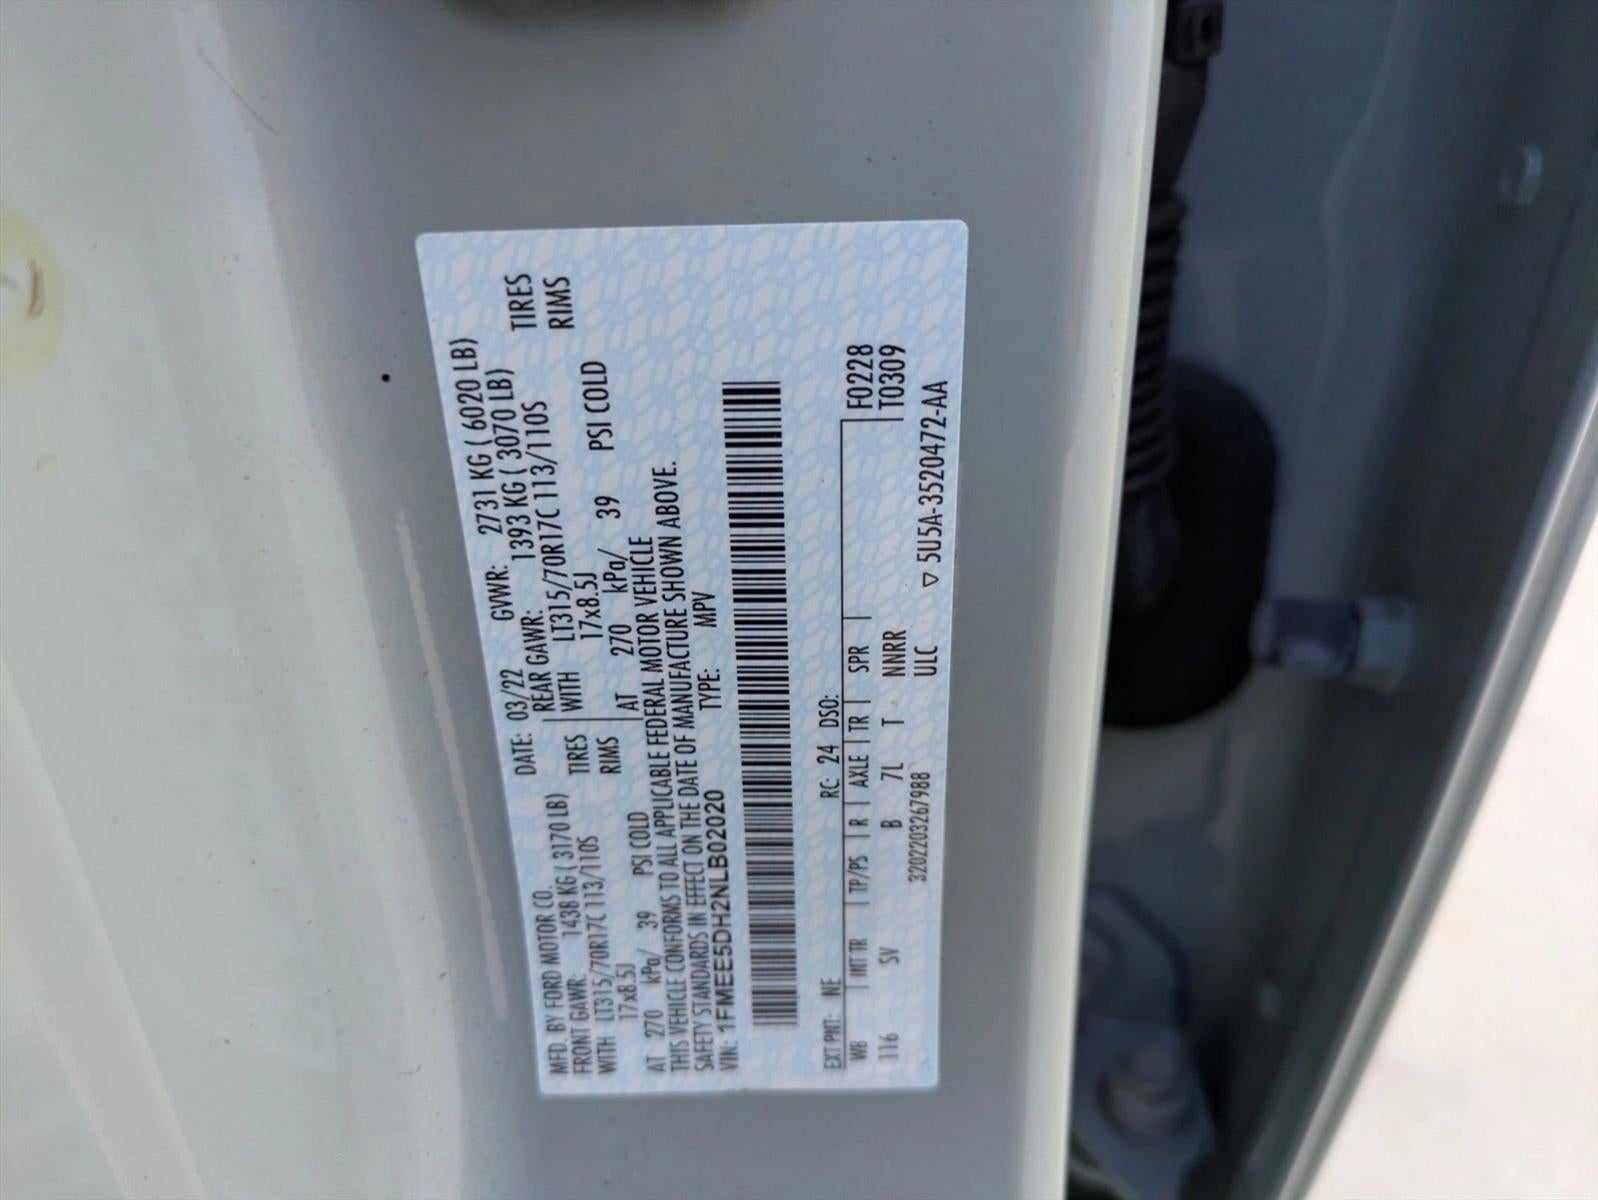 MFD. BY FORD MOTOR CO. DATE: 03/22 GVWR: 2731 KG ( 6020 LB)
FRONT GAWR: 1438 KG ( 3170 LB) REAR GAWR: 1393 KG ( 3070 LB)
WITH LT315/70R17C 113/110S TIRES WITH LT315/70R17C 113/110S TIRES
17x8.5J RIMS 17x8.5J RIMS
AT 270 kPa/ 39 PSI COLD AT 270 kPa/ 39 PSI COLD
THIS VEHICLE CONFORMS TO ALL APPLICABLE FEDERAL MOTOR VEHICLE
SAFETY STANDARDS IN EFFECT ON THE DATE OF MANUFACTURE SHOWN ABOVE.
VIN: 1FMEE5DH2NLB02020 TYPE: MPV
EXT PNT: NE RC: 24 DSO: F0228
WB | INT TR | TP/PS | R | AXLE | TR | SPR | T0309
116 SV B 7L T NNRR
3202203267988 ULC ▽ 5U5A-3520472-AA